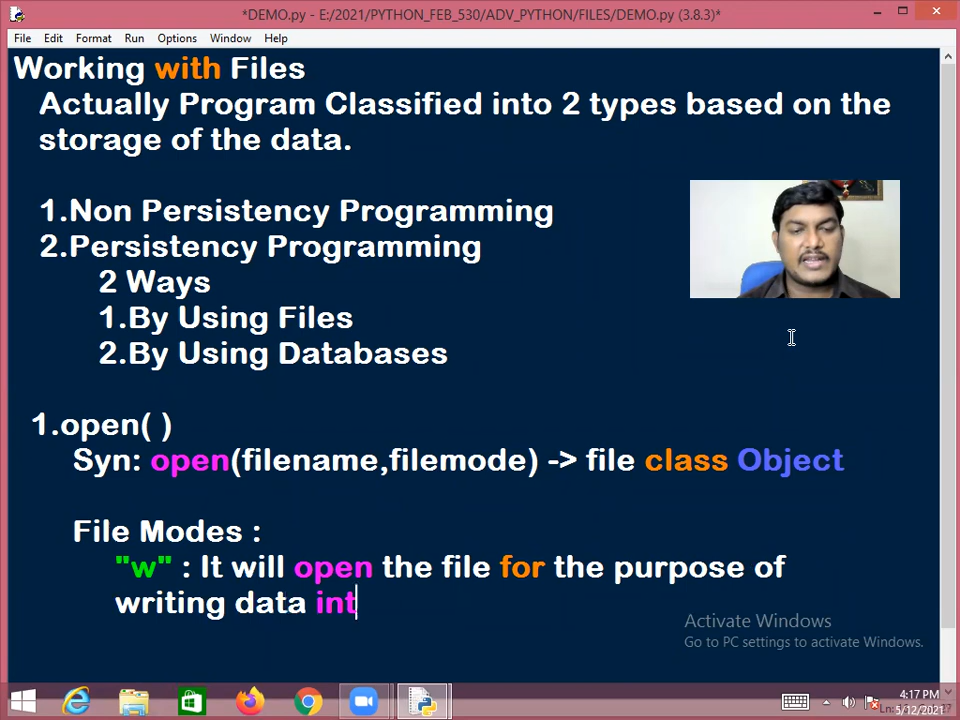 *DEMO.py - E:/2021/PYTHON_FEB_530/ADV_PYTHON/FILES/DEMO.py (3.8.3)*
File Edit Format Run Options Window Help
Working with Files
Actually Program Classified into 2 types based on the
storage of the data.
1.Non Persistency Programming
2.Persistency Programming
2 Ways
1.By Using Files
2.By Using Databases
1.open( )
Syn: open(filename,filemode) -> file class Object
File Modes :
"w" : It will open the file for the purpose of
writing data int
Activate Windows
Go to PC settings to activate Windows.
4:17 PM
5/12/2021